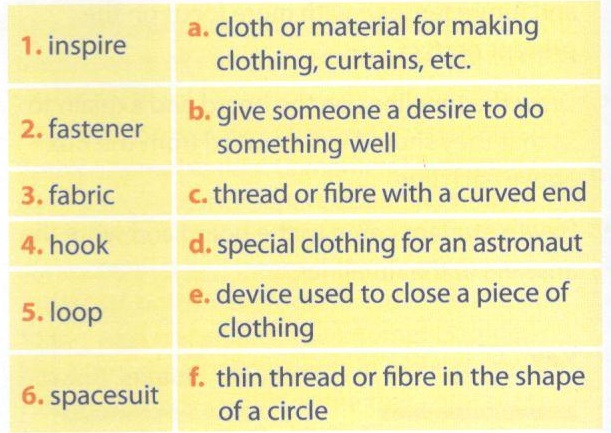 1. inspire
a. cloth or material for making
clothing, curtains, etc.
2. fastener
b. give someone a desire to do
something well
3. fabric
c. thread or fibre with a curved end
4. hook
d. special clothing for an astronaut
5. loop
e. device used to close a piece of
clothing
6. spacesuit
f. thin thread or fibre in the shape
of a circle